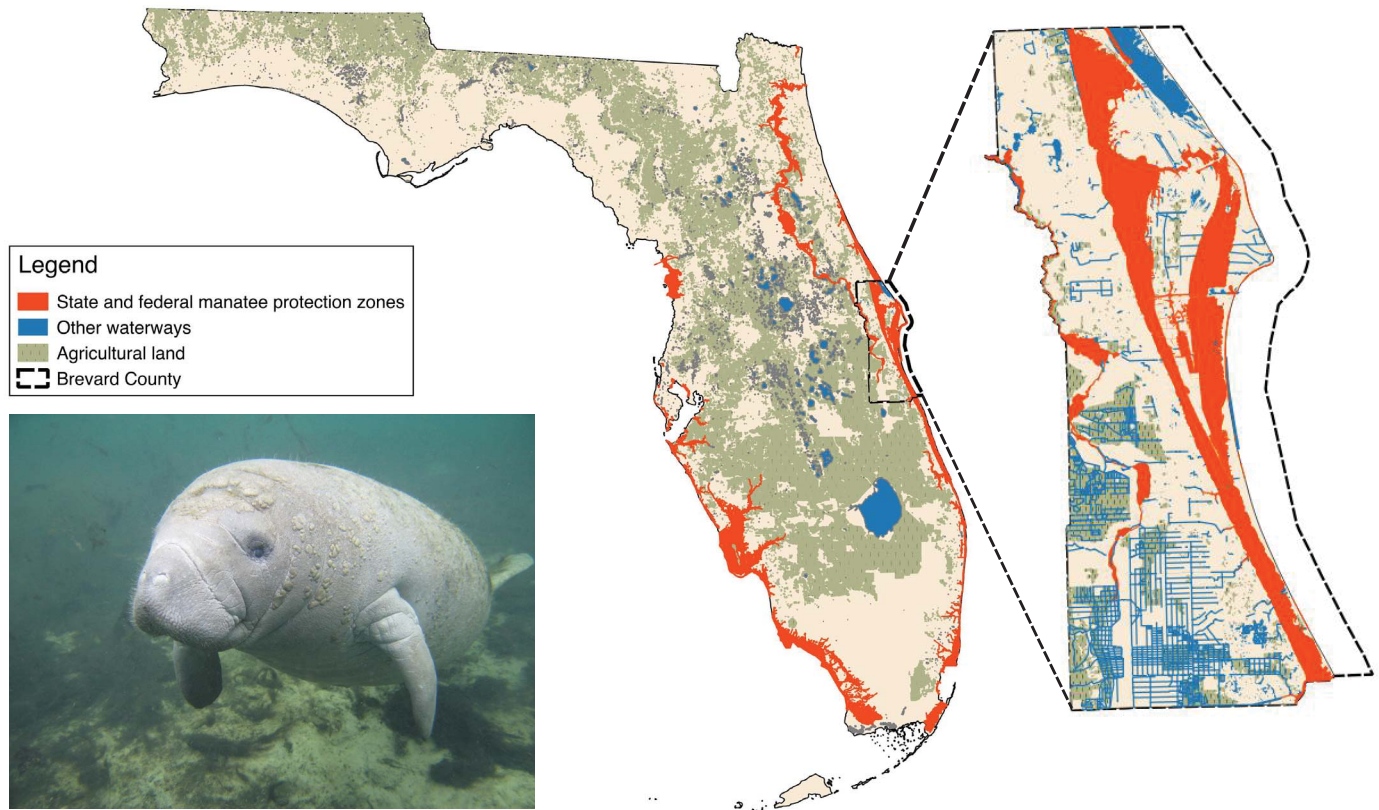 Legend
State and federal manatee protection zones
Other waterways
Agricultural land
Brevard County